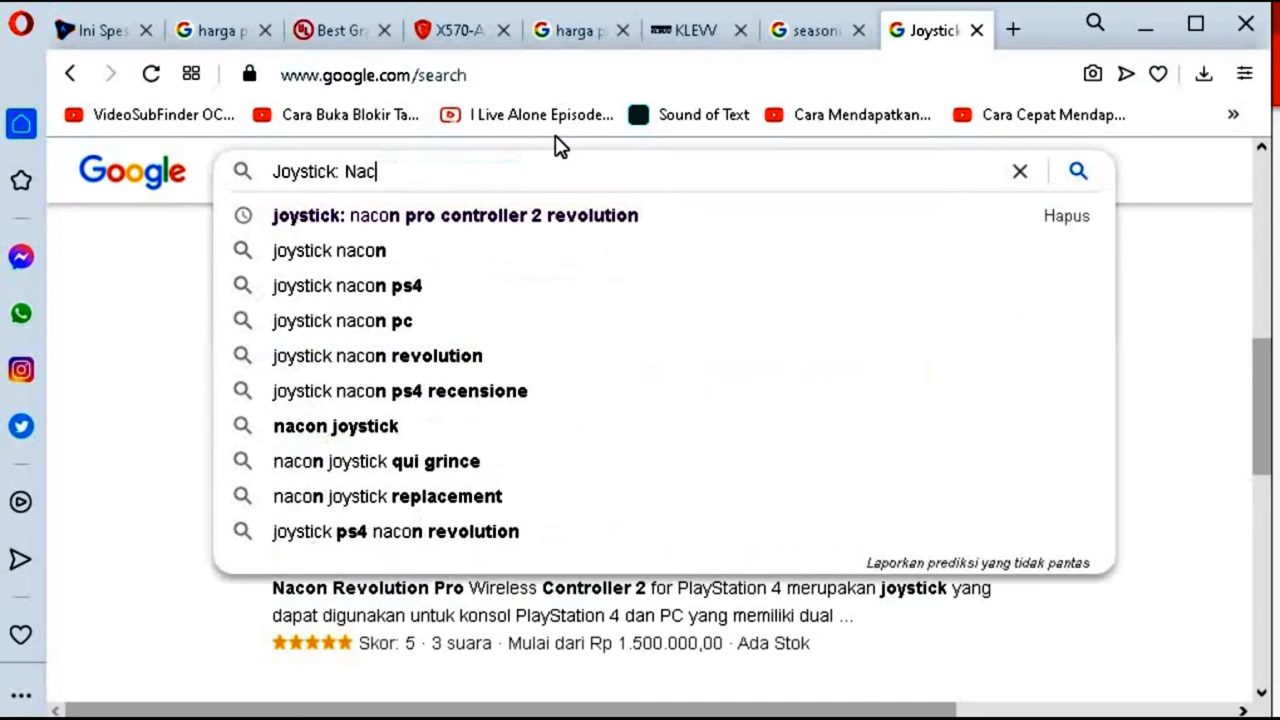 Ini Spes
harga p
Best Gr
X570-A
harga p
KLEVV
season
Joystick
www.google.com/search
VideoSubFinder OC...
Cara Buka Blokir Ta...
I Live Alone Episode...
Sound of Text
Cara Mendapatkan...
Cara Cepat Mendap...
Google
Joystick: Nac
joystick: nacon pro controller 2 revolution
Hapus
joystick nacon
joystick nacon ps4
joystick nacon pc
joystick nacon revolution
joystick nacon ps4 recensione
nacon joystick
nacon joystick qui grince
nacon joystick replacement
joystick ps4 nacon revolution
Laporkan prediksi yang tidak pantas
Nacon Revolution Pro Wireless Controller 2 for PlayStation 4 merupakan joystick yang
dapat digunakan untuk konsol PlayStation 4 dan PC yang memiliki dual ...
Skor: 5 · 3 suara · Mulai dari Rp 1.500.000,00 · Ada Stok